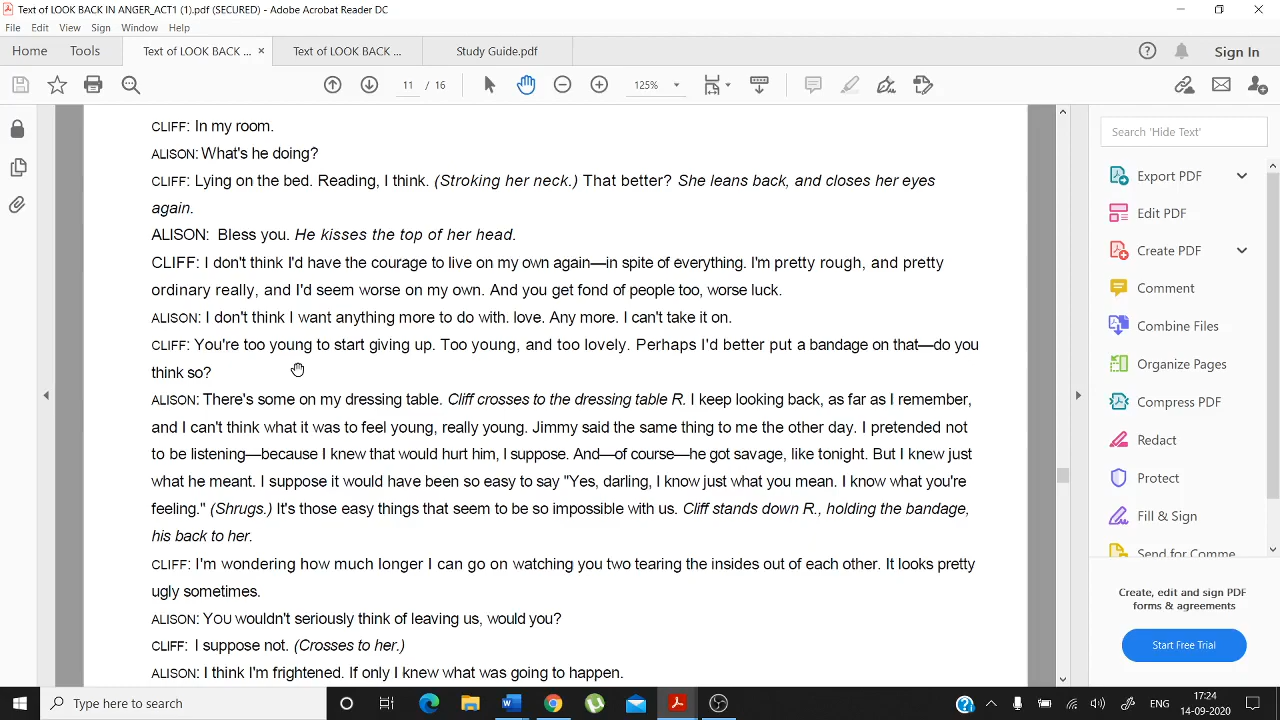 Text of LOOK BACK IN ANGER_ACT1 (1).pdf (SECURED) - Adobe Acrobat Reader DC
File Edit View Sign Window Help
Home Tools Text of LOOK BACK ... × Text of LOOK BACK ... Study Guide.pdf Sign In
11 / 16 125%
CLIFF: In my room.
ALISON: What's he doing?
CLIFF: Lying on the bed. Reading, I think. (Stroking her neck.) That better? She leans back, and closes her eyes
again.
ALISON: Bless you. He kisses the top of her head.
CLIFF: I don't think I'd have the courage to live on my own again—in spite of everything. I'm pretty rough, and pretty
ordinary really, and I'd seem worse on my own. And you get fond of people too, worse luck.
ALISON: I don't think I want anything more to do with. love. Any more. I can't take it on.
CLIFF: You're too young to start giving up. Too young, and too lovely. Perhaps I'd better put a bandage on that—do you
think so?
ALISON: There's some on my dressing table. Cliff crosses to the dressing table R. I keep looking back, as far as I remember,
and I can't think what it was to feel young, really young. Jimmy said the same thing to me the other day. I pretended not
to be listening—because I knew that would hurt him, I suppose. And—of course—he got savage, like tonight. But I knew just
what he meant. I suppose it would have been so easy to say "Yes, darling, I know just what you mean. I know what you're
feeling." (Shrugs.) It's those easy things that seem to be so impossible with us. Cliff stands down R., holding the bandage,
his back to her.
CLIFF: I'm wondering how much longer I can go on watching you two tearing the insides out of each other. It looks pretty
ugly sometimes.
ALISON: YOU wouldn't seriously think of leaving us, would you?
CLIFF: I suppose not. (Crosses to her.)
ALISON: I think I'm frightened. If only I knew what was going to happen.
Search 'Hide Text'
Export PDF
Edit PDF
Create PDF
Comment
Combine Files
Organize Pages
Compress PDF
Redact
Protect
Fill & Sign
Send for Comme
Create, edit and sign PDF
forms & agreements
Start Free Trial
Type here to search
ENG
17:24
14-09-2020